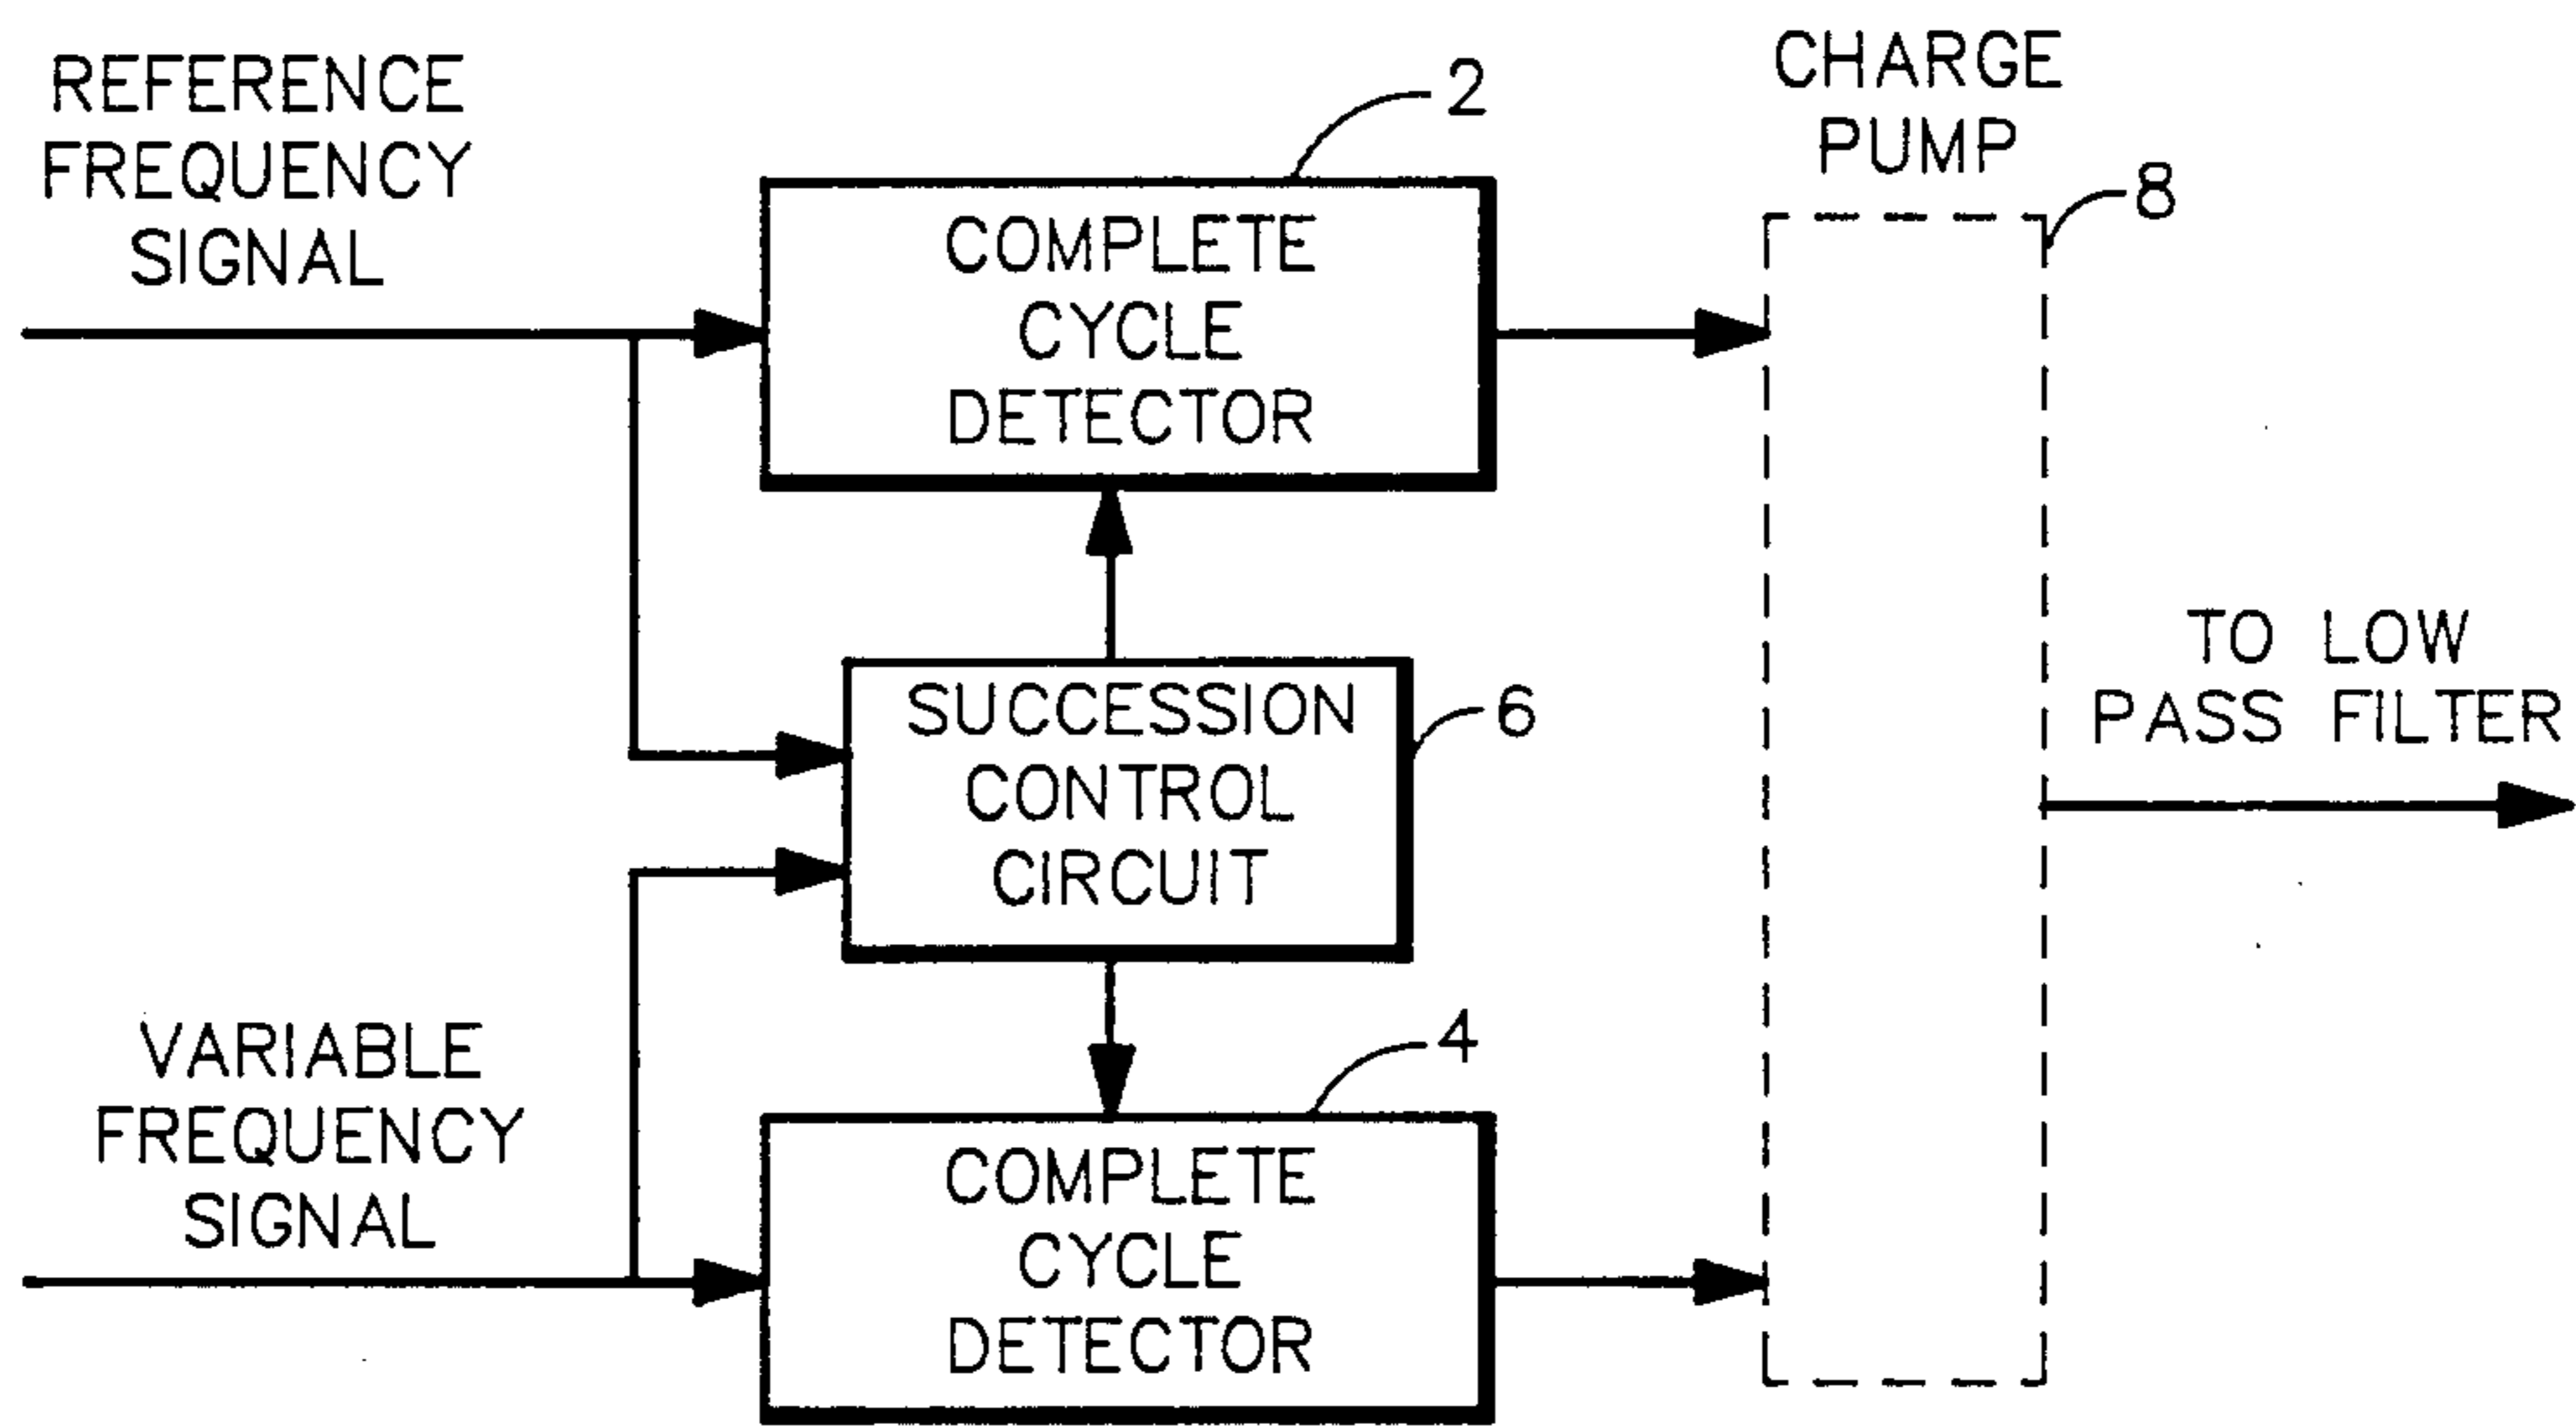 REFERENCE
FREQUENCY
SIGNAL
2
COMPLETE
CYCLE
DETECTOR
CHARGE
PUMP
8
SUCCESSION
CONTROL
CIRCUIT
6
TO LOW
PASS FILTER
VARIABLE
FREQUENCY
SIGNAL
4
COMPLETE
CYCLE
DETECTOR